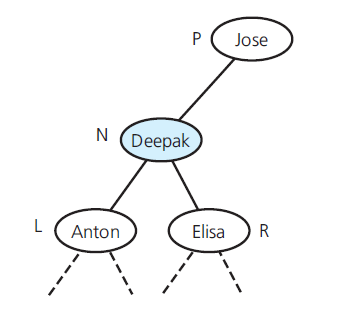 P Jose
N Deepak
L Anton Elisa R